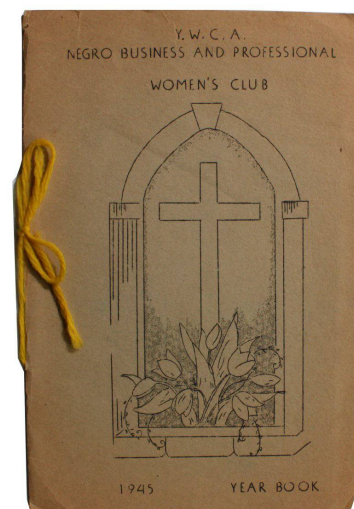 Y. W. C. A.
NEGRO BUSINESS AND PROFESSIONAL
WOMEN'S CLUB
1945 YEAR BOOK